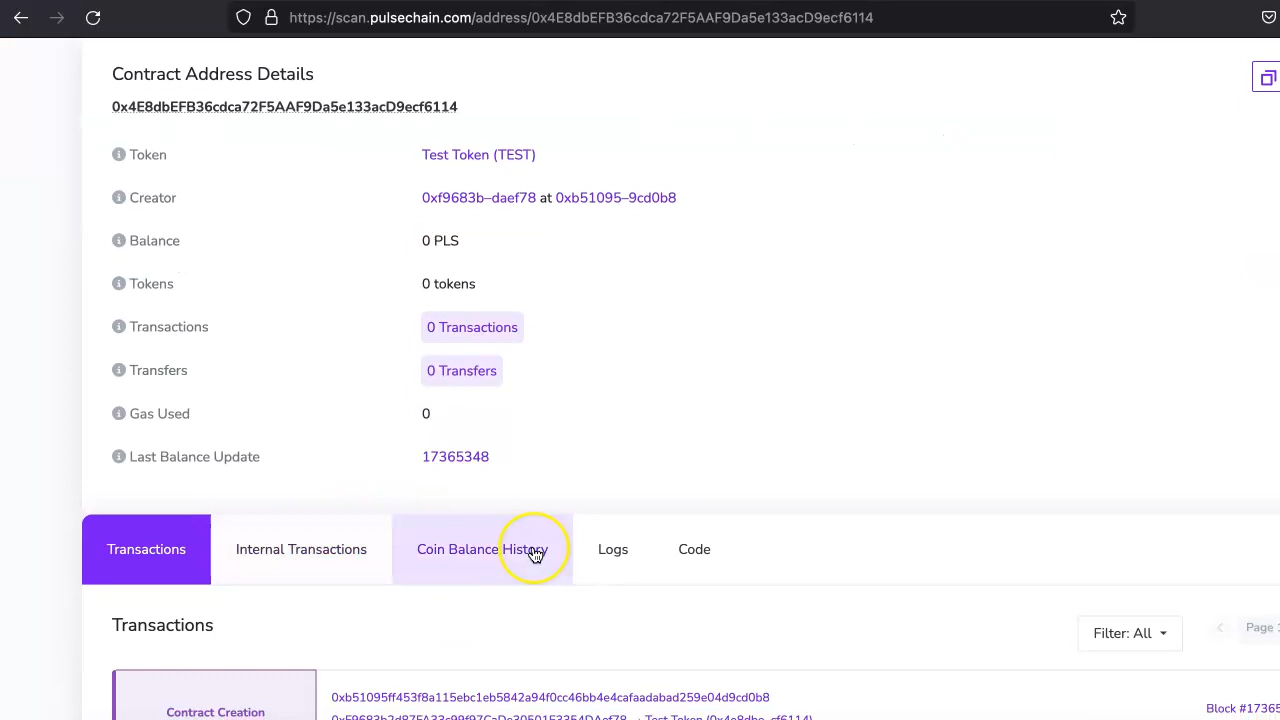 https://scan.pulsechain.com/address/0x4E8dbEFB36cdca72F5AAF9Da5e133acD9ecf6114
Contract Address Details
0x4E8dbEFB36cdca72F5AAF9Da5e133acD9ecf6114
Token Test Token (TEST)
Creator 0xf9683b–daef78 at 0xb51095–9cd0b8
Balance 0 PLS
Tokens 0 tokens
Transactions 0 Transactions
Transfers 0 Transfers
Gas Used 0
Last Balance Update 17365348
Transactions Internal Transactions Coin Balance History Logs Code
Transactions Filter: All Page
Contract Creation 0xb51095ff453f8a115ebc1eb5842a94f0cc46bb4e4cafaadabad259e04d9cd0b8
Block #17365
→ Test Token (0x4e8dbe–cf6114)